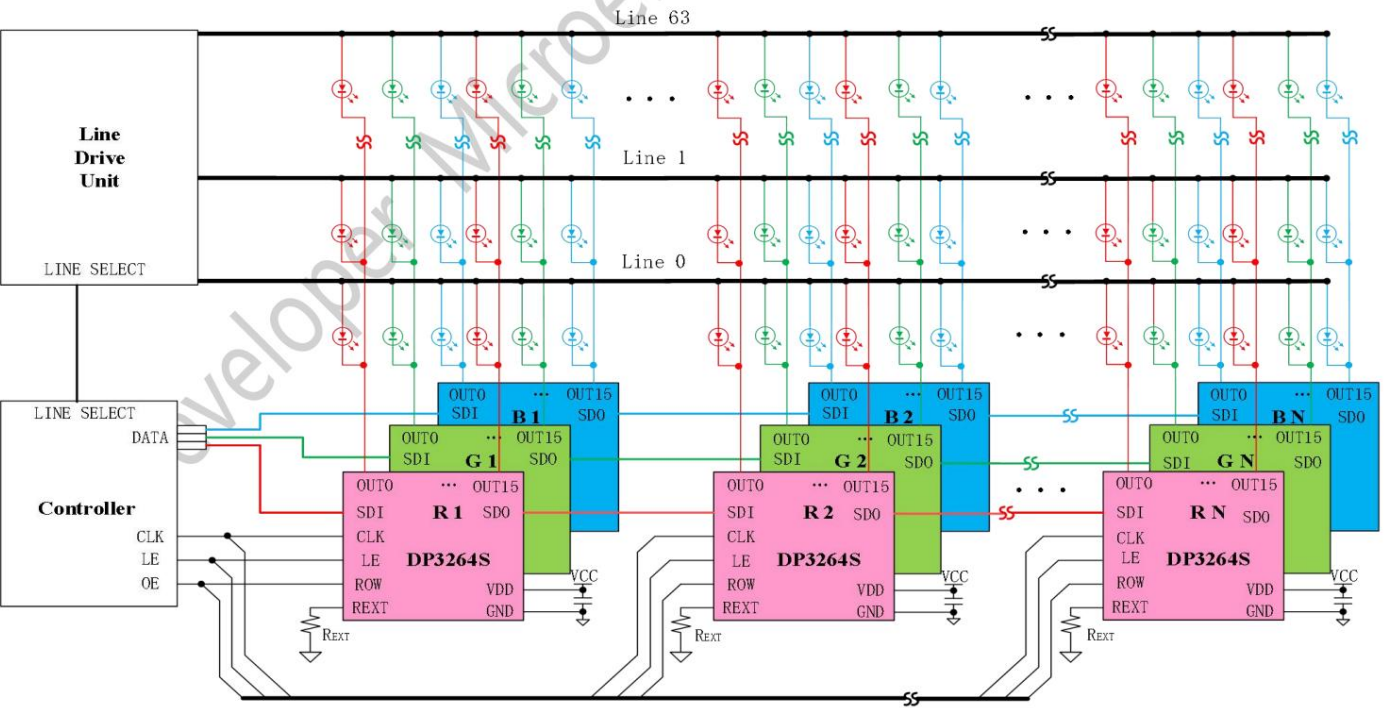 Line 63
Line
Drive
Unit
Line 1
Line 0
LINE SELECT
veloper Microe
LINE SELECT
DATA
Controller
CLK
LE
OE
OUT0 ... OUT15
SDI B 1 SDO
OUT0 ... OUT15
SDI G 1 SDO
OUT0 ... OUT15
SDI R 1 SDO
CLK
LE DP3264S
ROW VDD VCC
REXT GND
REXT
OUT0 ... OUT15
SDI B 2 SDO
OUT0 ... OUT15
SDI G 2 SDO
OUT0 ... OUT15
SDI R 2 SDO
CLK
LE DP3264S
ROW VDD VCC
REXT GND
REXT
OUT0 ... OUT15
SDI B N SDO
OUT0 ... OUT15
SDI G N SDO
OUT0 ... OUT15
SDI R N SDO
CLK
LE DP3264S
ROW VDD VCC
REXT GND
REXT